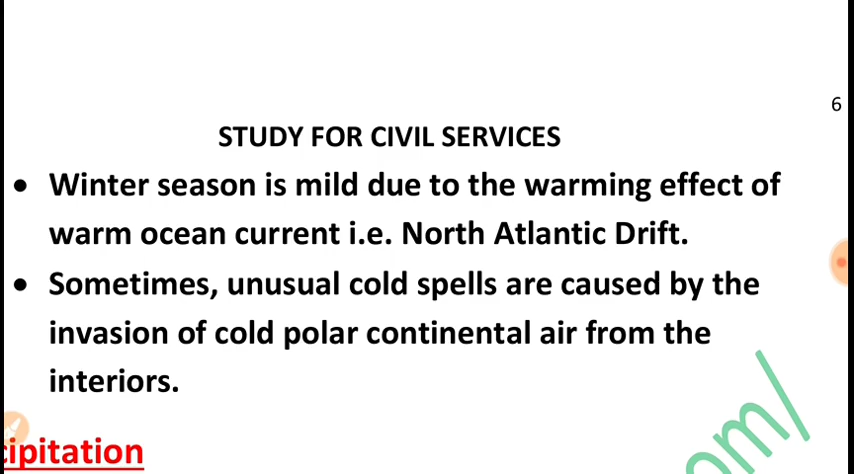 6
STUDY FOR CIVIL SERVICES
• Winter season is mild due to the warming effect of
warm ocean current i.e. North Atlantic Drift.
• Sometimes, unusual cold spells are caused by the
invasion of cold polar continental air from the
interiors.
cipitation
om/